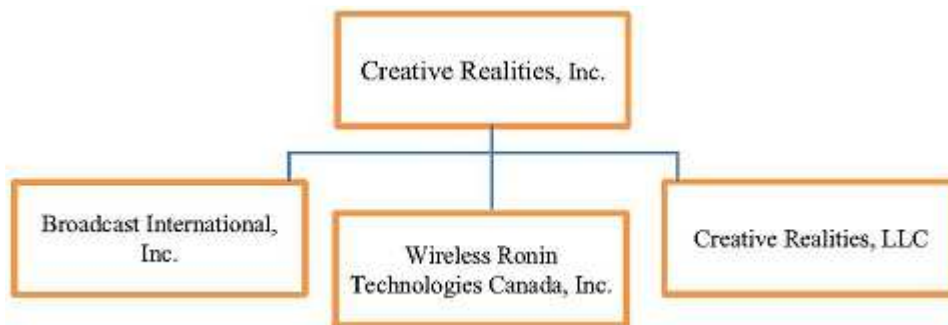 Creative Realities, Inc.
Broadcast International,
Inc.
Wireless Ronin
Technologies Canada, Inc.
Creative Realities, LLC